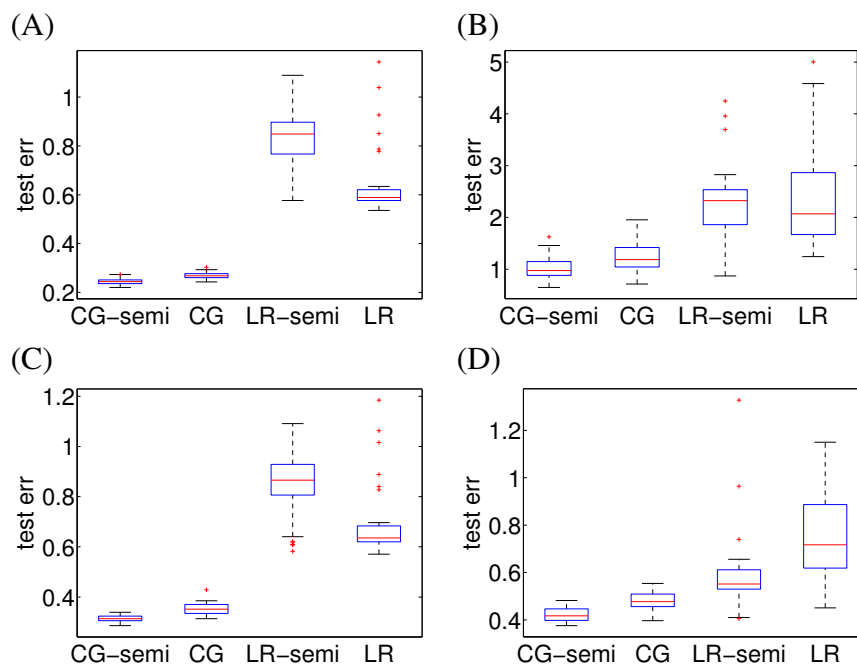 (A)
test err
1
0.8
0.6
0.4
0.2
CG-semi CG LR-semi LR
(B)
test err
5
4
3
2
1
CG-semi CG LR-semi LR
(C)
test err
1.2
1
0.8
0.6
0.4
CG-semi CG LR-semi LR
(D)
test err
1.2
1
0.8
0.6
0.4
CG-semi CG LR-semi LR